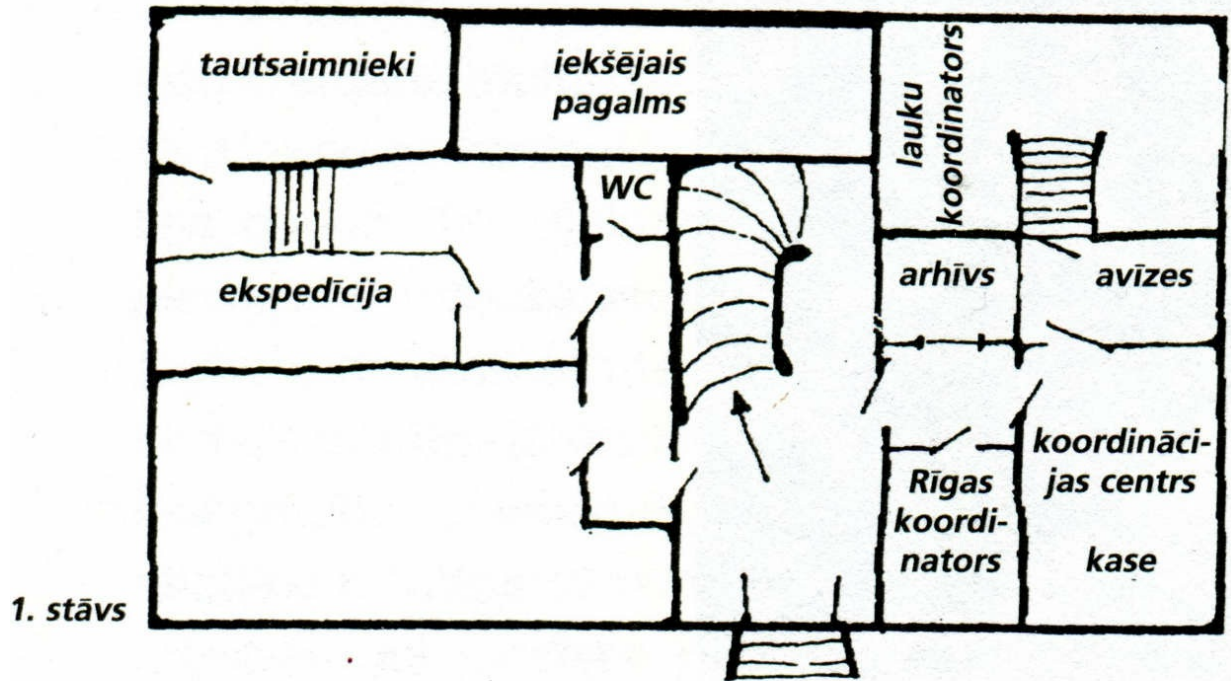 tautsaimnieki
iekšējais
pagalms
lauku
koordinators
WC
ekspedīcija
arhīvs
avīzes
koordināci-
jas centrs
kase
Rīgas
koordi-
nators
1. stāvs